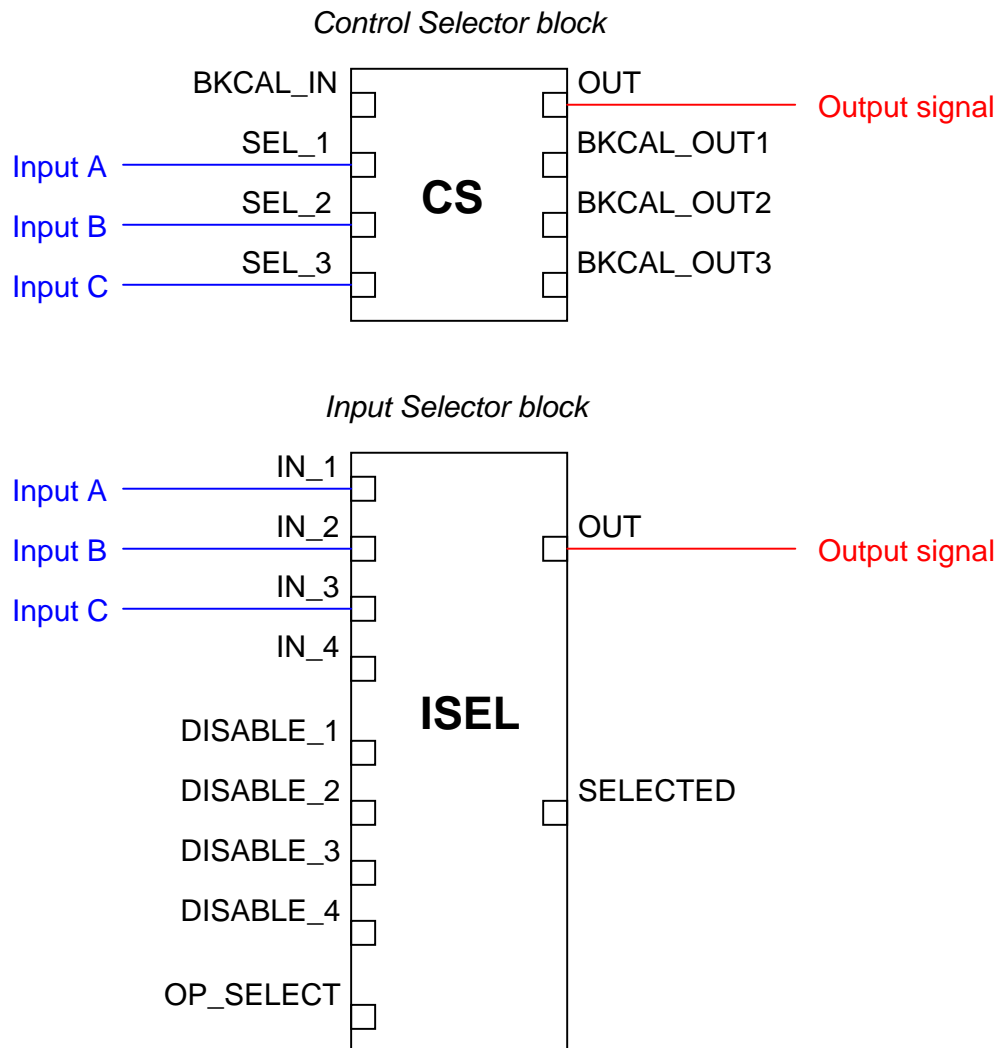 Control Selector block
BKCAL_IN
OUT
Output signal
SEL_1
BKCAL_OUT1
Input A
CS
SEL_2
BKCAL_OUT2
Input B
SEL_3
BKCAL_OUT3
Input C
Input Selector block
IN_1
Input A
IN_2
OUT
Input B
Output signal
IN_3
Input C
IN_4
ISEL
DISABLE_1
DISABLE_2
SELECTED
DISABLE_3
DISABLE_4
OP_SELECT